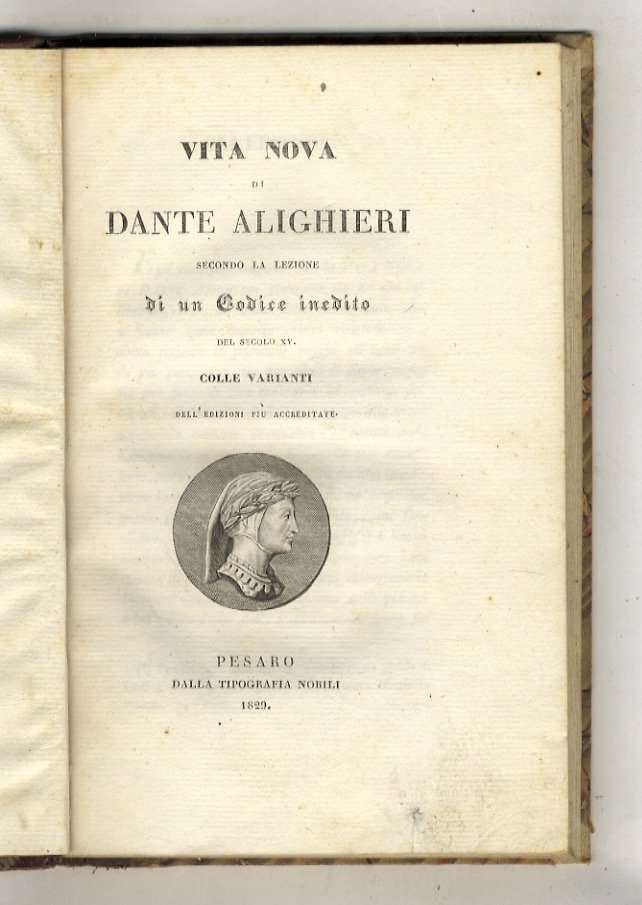 VITA NOVA
DI
DANTE ALIGHIERI
SECONDO LA LEZIONE
di un Codice inedito
DEL SECOLO XV.
COLLE VARIANTI
DELL'EDIZIONI PIÙ ACCREDITATE.
PESARO
DALLA TIPOGRAFIA NOBILI
1829.